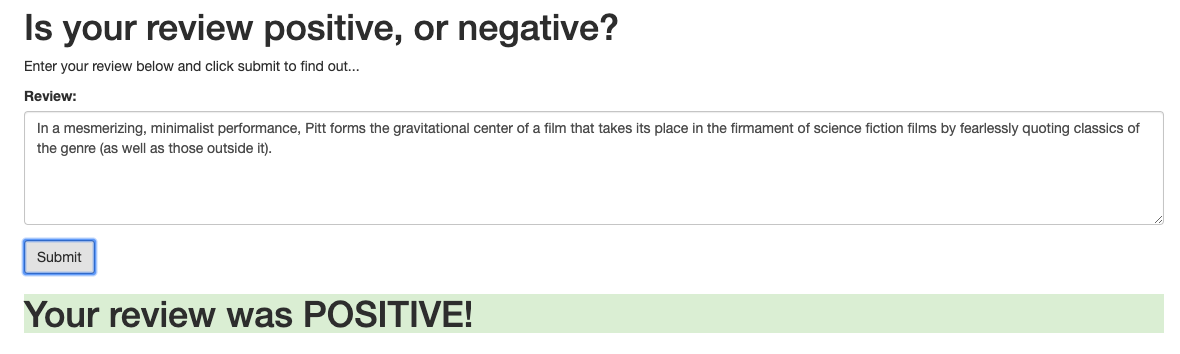 Is your review positive, or negative?
Enter your review below and click submit to find out...
Review:
In a mesmerizing, minimalist performance, Pitt forms the gravitational center of a film that takes its place in the firmament of science fiction films by fearlessly quoting classics of
the genre (as well as those outside it).
Submit
Your review was POSITIVE!